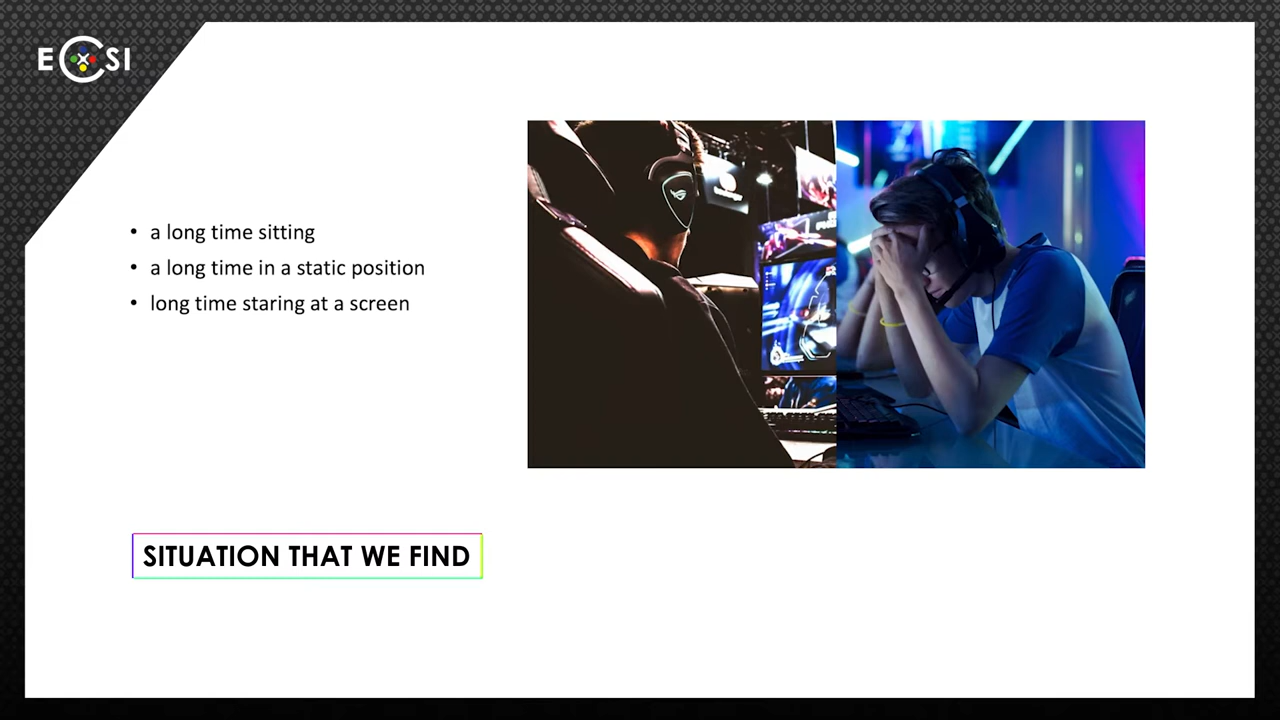 ECSI
a long time sitting
a long time in a static position
long time staring at a screen
SITUATION THAT WE FIND